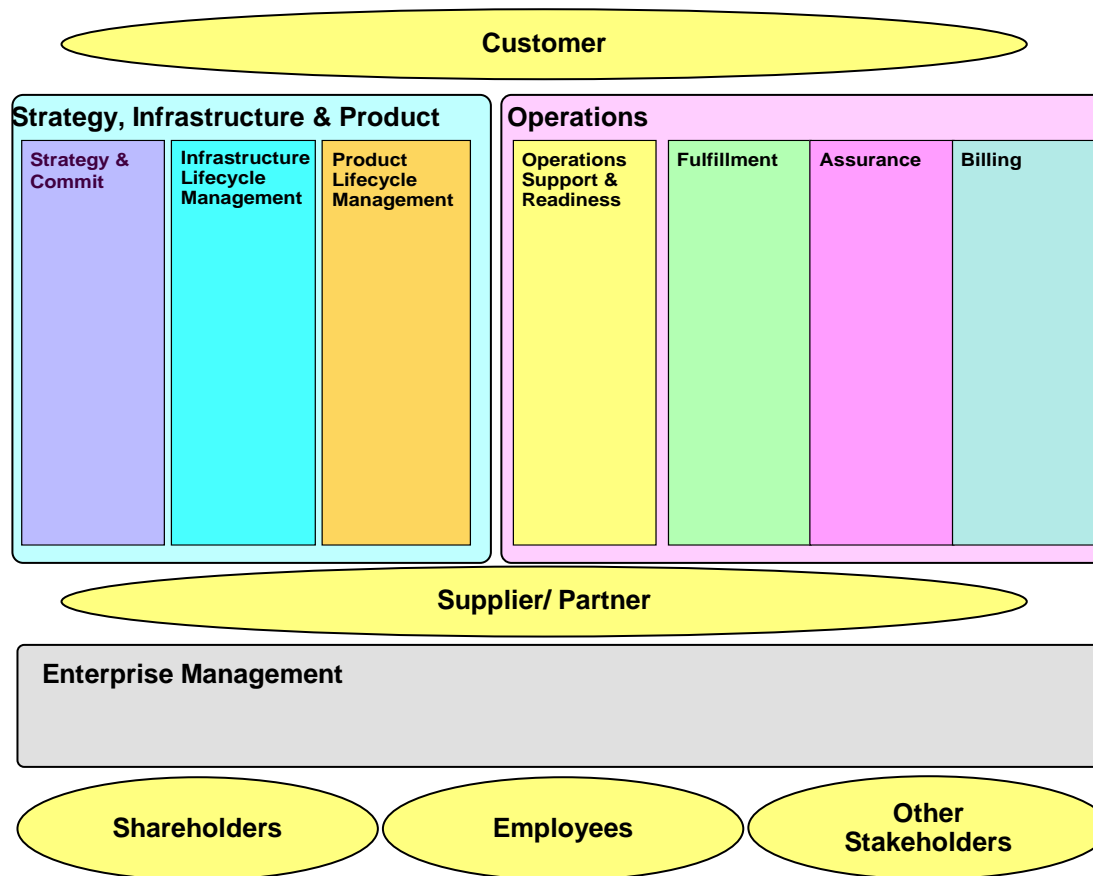 Customer
Strategy, Infrastructure & Product
Operations
Strategy &
Commit
Infrastructure
Lifecycle
Management
Product
Lifecycle
Management
Operations
Support &
Readiness
Fulfillment
Assurance
Billing
Supplier/ Partner
Enterprise Management
Shareholders
Employees
Other
Stakeholders